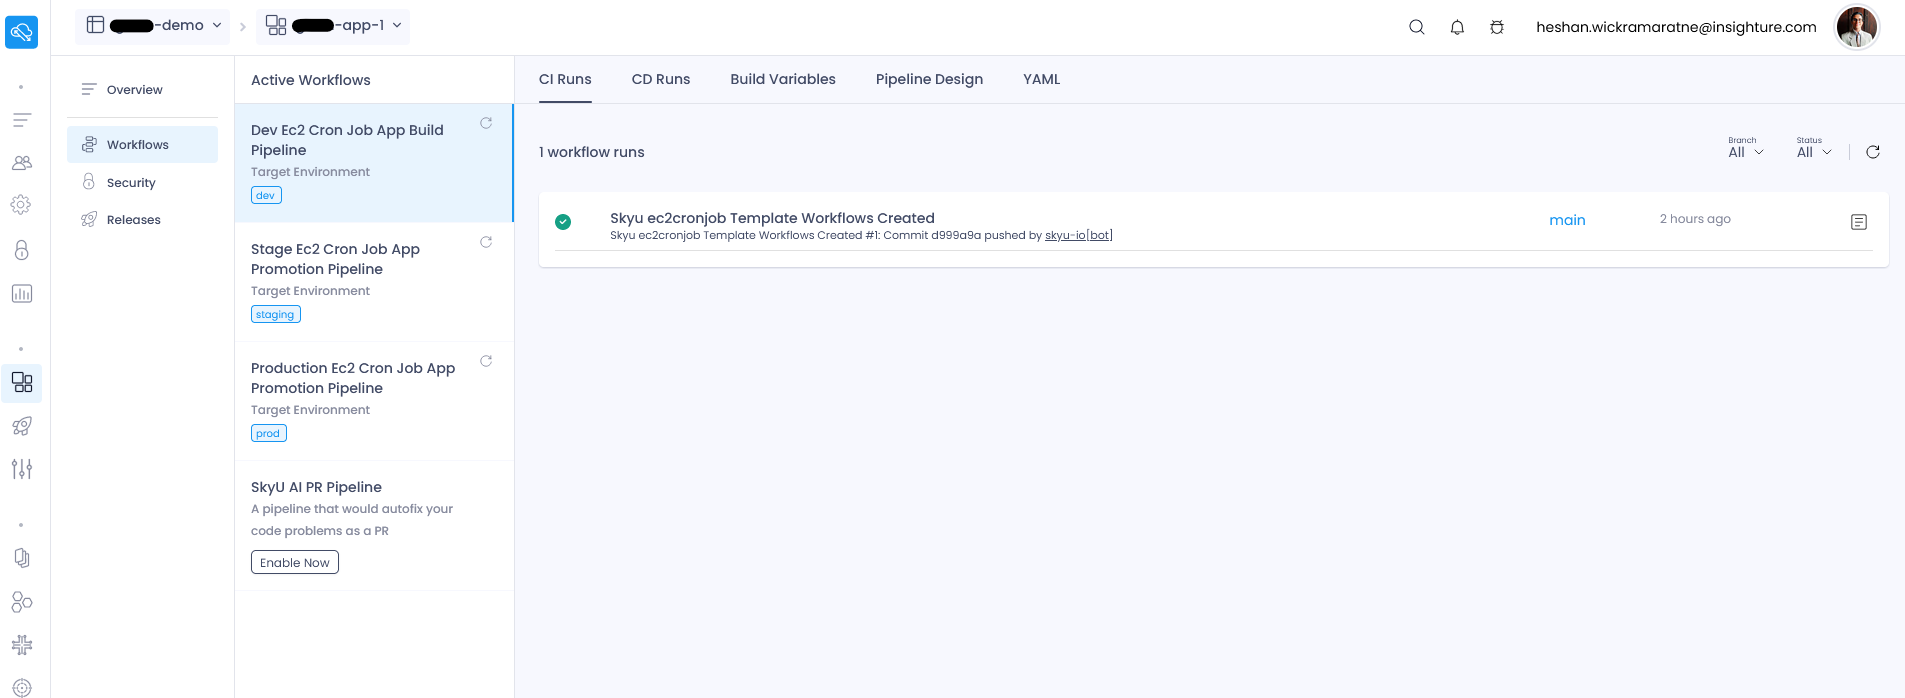 -demo
-app-1
heshan.wickramaratne@insighture.com
Overview
Workflows
Security
Releases
Active Workflows
Dev Ec2 Cron Job App Build
Pipeline
Target Environment
dev
Stage Ec2 Cron Job App
Promotion Pipeline
Target Environment
staging
Production Ec2 Cron Job App
Promotion Pipeline
Target Environment
prod
SkyU AI PR Pipeline
A pipeline that would autofix your
code problems as a PR
Enable Now
CI Runs
CD Runs
Build Variables
Pipeline Design
YAML
1 workflow runs
Branch
All
Status
All
Skyu ec2cronjob Template Workflows Created
Skyu ec2cronjob Template Workflows Created #1: Commit d999a9a pushed by skyu-io[bot]
main
2 hours ago